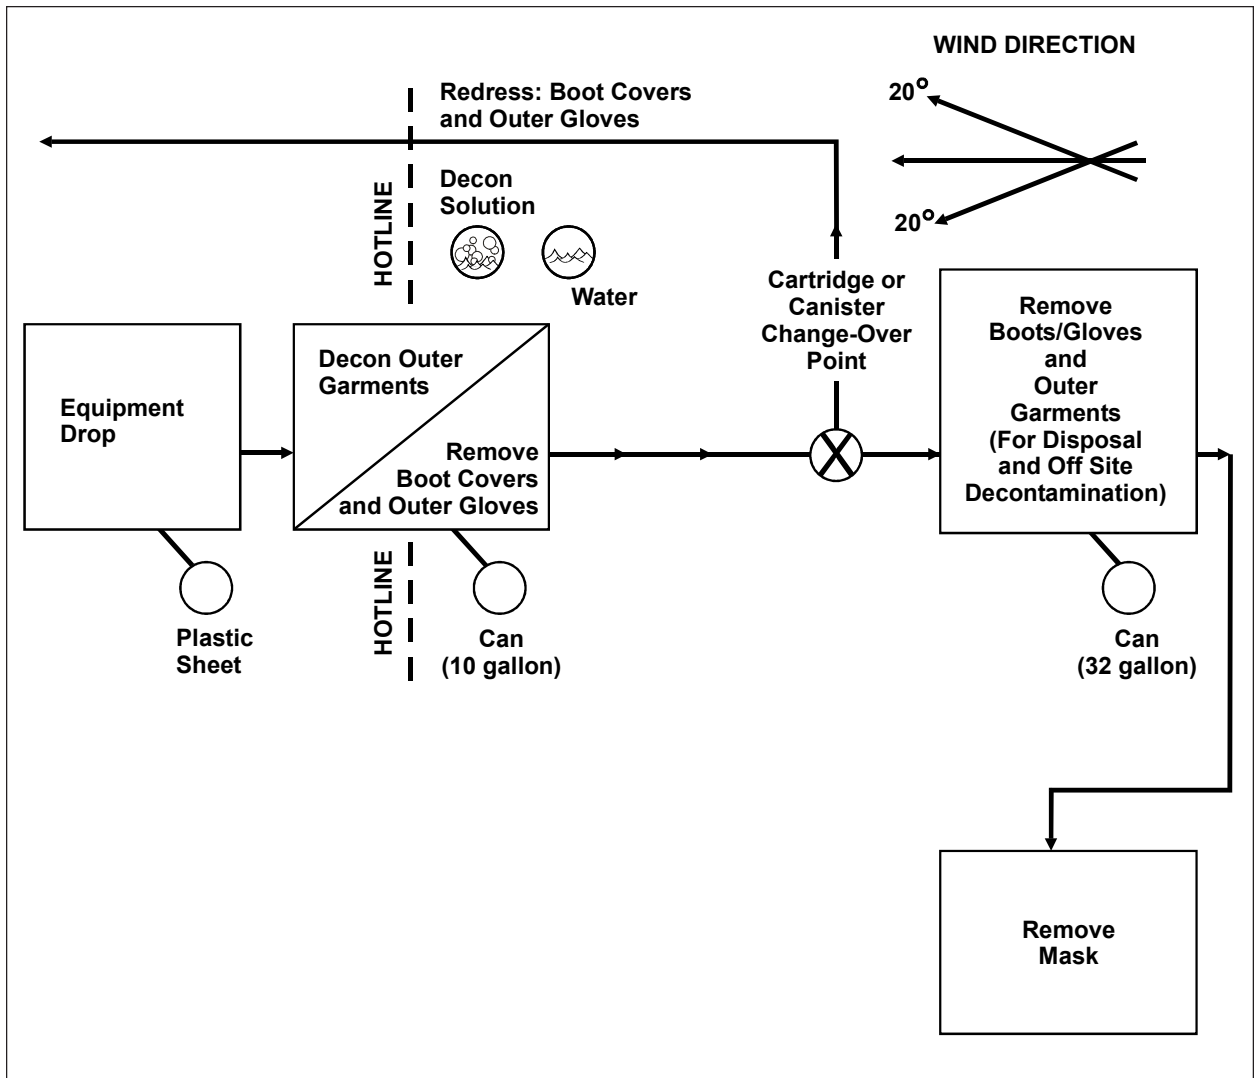 WIND DIRECTION
20°
20°
Redress: Boot Covers
and Outer Gloves
HOTLINE
Decon
Solution
Water
Cartridge or
Canister
Change-Over
Point
Equipment
Drop
Decon Outer
Garments
Remove
Boot Covers
and Outer Gloves
Remove
Boots/Gloves
and
Outer
Garments
(For Disposal
and Off Site
Decontamination)
Plastic
Sheet
HOTLINE
Can
(10 gallon)
Can
(32 gallon)
Remove
Mask